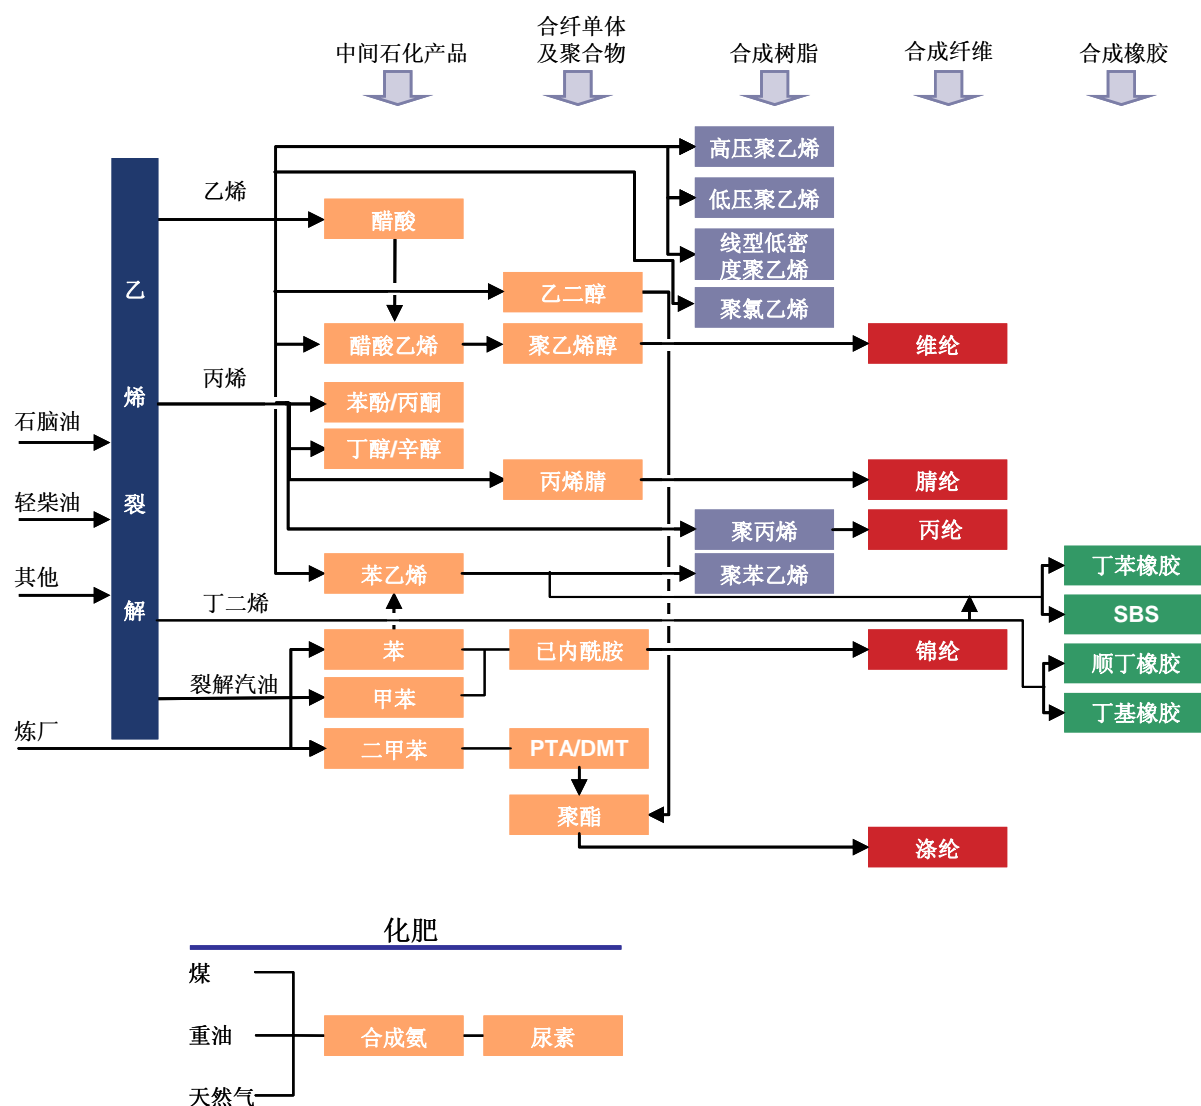 中间石化产品
合纤单体
及聚合物
合成树脂
合成纤维
合成橡胶
乙烯裂解
石脑油
轻柴油
其他
炼厂
乙烯
丙烯
丁二烯
裂解汽油
高压聚乙烯
低压聚乙烯
线型低密
度聚乙烯
聚氯乙烯
醋酸
乙二醇
醋酸乙烯
聚乙烯醇
维纶
苯酚/丙酮
丁醇/辛醇
丙烯腈
腈纶
聚丙烯
丙纶
苯乙烯
聚苯乙烯
丁苯橡胶
SBS
苯
已内酰胺
锦纶
顺丁橡胶
甲苯
丁基橡胶
二甲苯
PTA/DMT
聚酯
涤纶
化肥
煤
重油
天然气
合成氨
尿素